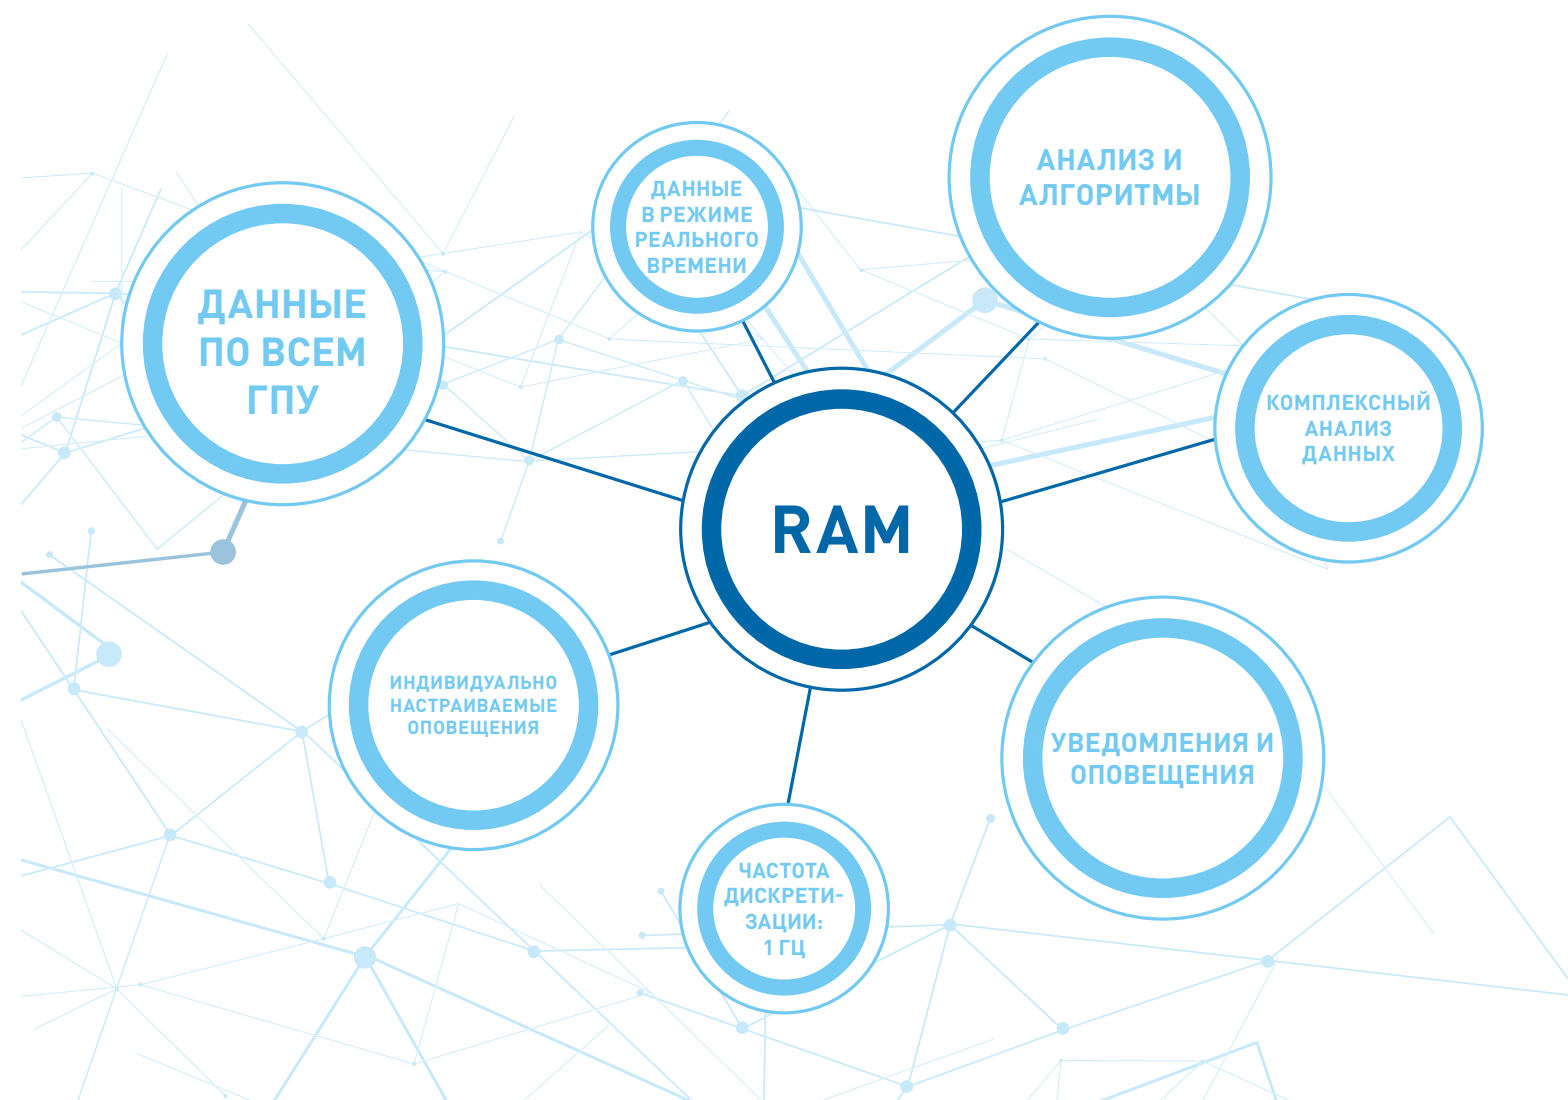 АНАЛИЗ И
АЛГОРИТМЫ
ДАННЫЕ
В РЕЖИМЕ
РЕАЛЬНОГО
ВРЕМЕНИ
ДАННЫЕ
ПО ВСЕМ
ГПУ
КОМПЛЕКСНЫЙ
АНАЛИЗ
ДАННЫХ
RAM
ИНДИВИДУАЛЬНО
НАСТРАИВАЕМЫЕ
ОПОВЕЩЕНИЯ
УВЕДОМЛЕНИЯ И
ОПОВЕЩЕНИЯ
ЧАСТОТА
ДИСКРЕТИ-
ЗАЦИИ:
1 ГЦ